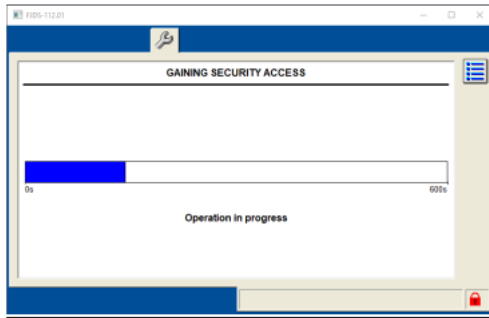 FJDS-112.01
GAINING SECURITY ACCESS
0s
600s
Operation in progress